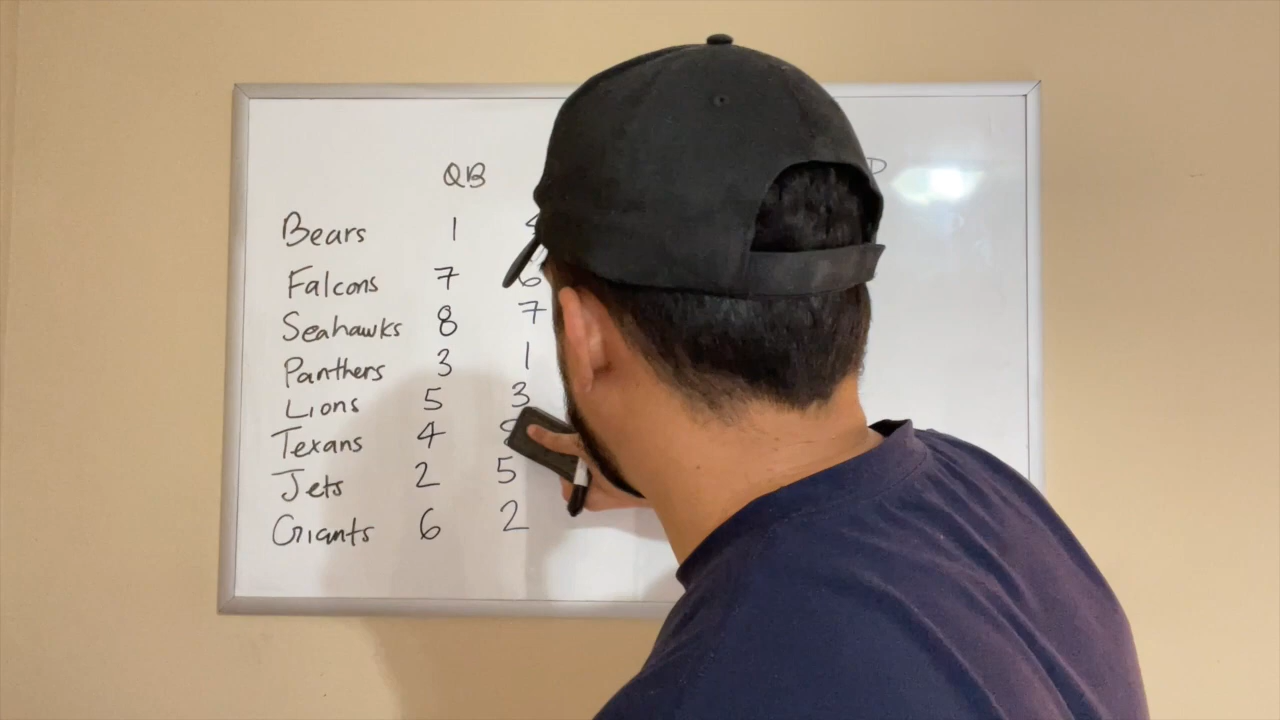 QB
Bears 1
Falcons 7 6
Seahawks 8 7
Panthers 3 1
Lions 5 3
Texans 4
Jets 2 5
Giants 6 2